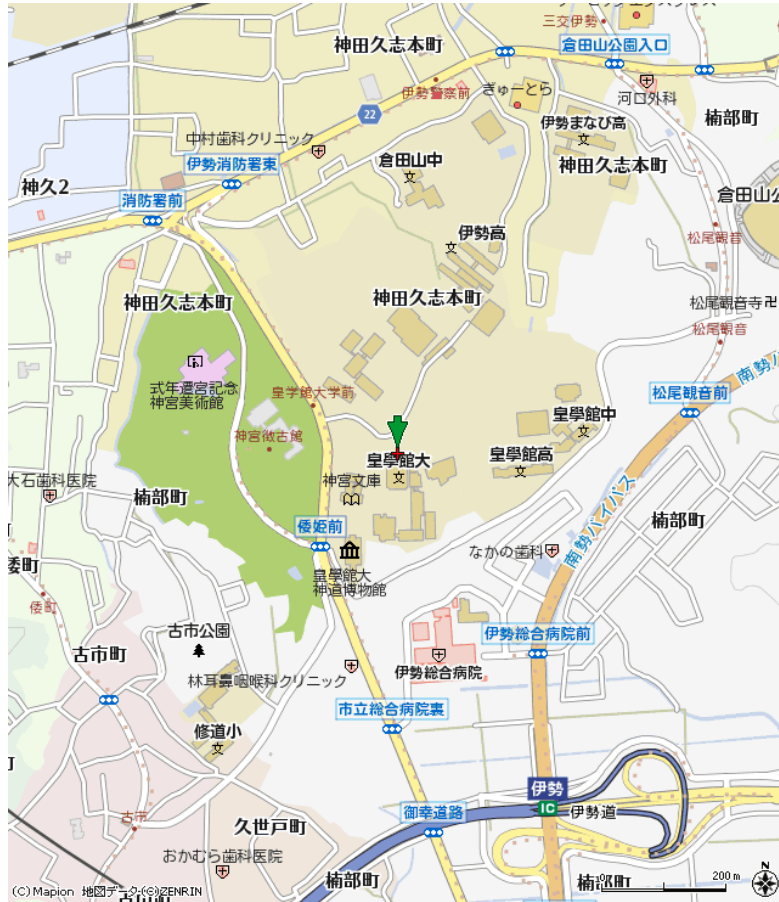 三交伊勢
神田久志本町
倉田山公園入口
伊勢警察前
ぎゅーとら
河口外科
22
伊勢まなび高
楠部町
中村歯科クリニック
伊勢消防署東
倉田山中
神田久志本町
神久2
消防署前
倉田山公
伊勢高
松尾観音
神田久志本町
神田久志本町
松尾観音寺
松尾観音
南勢バ
式年遷宮記念
神宮美術館
皇学館大学前
松尾観音前
皇學館中
神宮徴古館
皇學館高
皇學館大
大石歯科医院
神宮文庫
楠部町
楠部町
倭姫前
南勢バイパス
なかの歯科
倭町
皇學館大
神道博物館
倭町
古市公園
伊勢総合病院前
古市町
伊勢総合病院
林耳鼻咽喉科クリニック
市立総合病院裏
修道小
町
伊勢
IC
伊勢道
古市
御幸道路
久世戸町
おかむら歯科医院
楠部町
楠部町
200 m
N
(C) Mapion 地図データ(C)ZENRIN